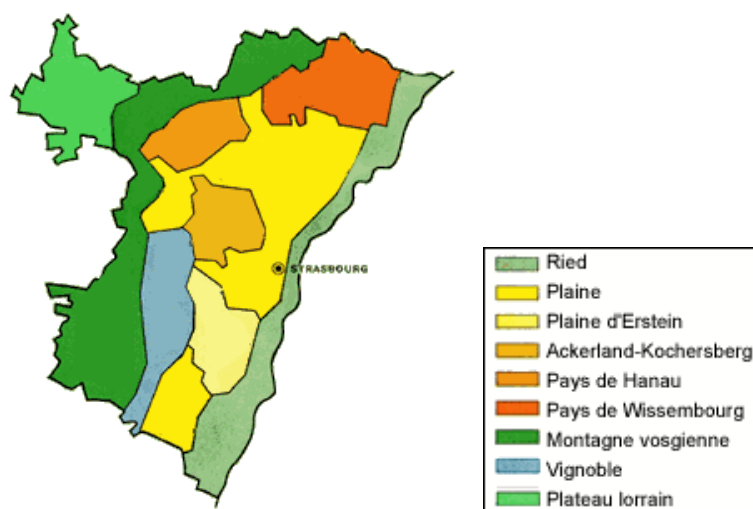 STRASBOURG
Ried
Plaine
Plaine d'Erstein
Ackerland-Kochersberg
Pays de Hanau
Pays de Wissembourg
Montagne vosgienne
Vignoble
Plateau lorrain